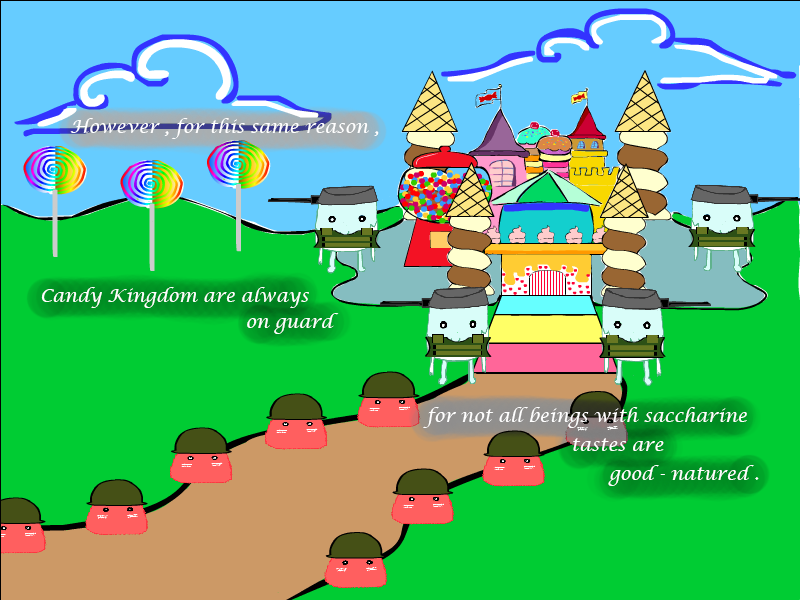 However , for this same reason ,
Candy Kingdom are always
on guard
for not all beings with saccharine
tastes are
good - natured .